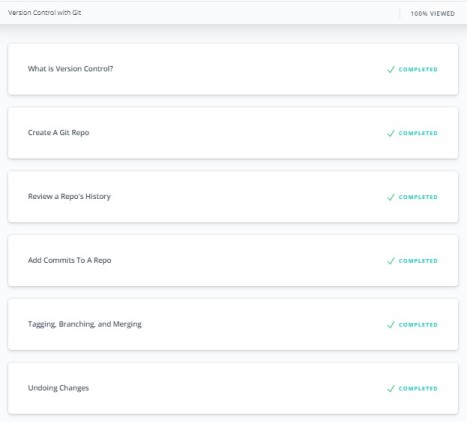 Version Control with Git
100% VIEWED
What is Version Control?
COMPLETED
Create A Git Repo
COMPLETED
Review a Repo's History
COMPLETED
Add Commits To A Repo
COMPLETED
Tagging, Branching, and Merging
COMPLETED
Undoing Changes
COMPLETED